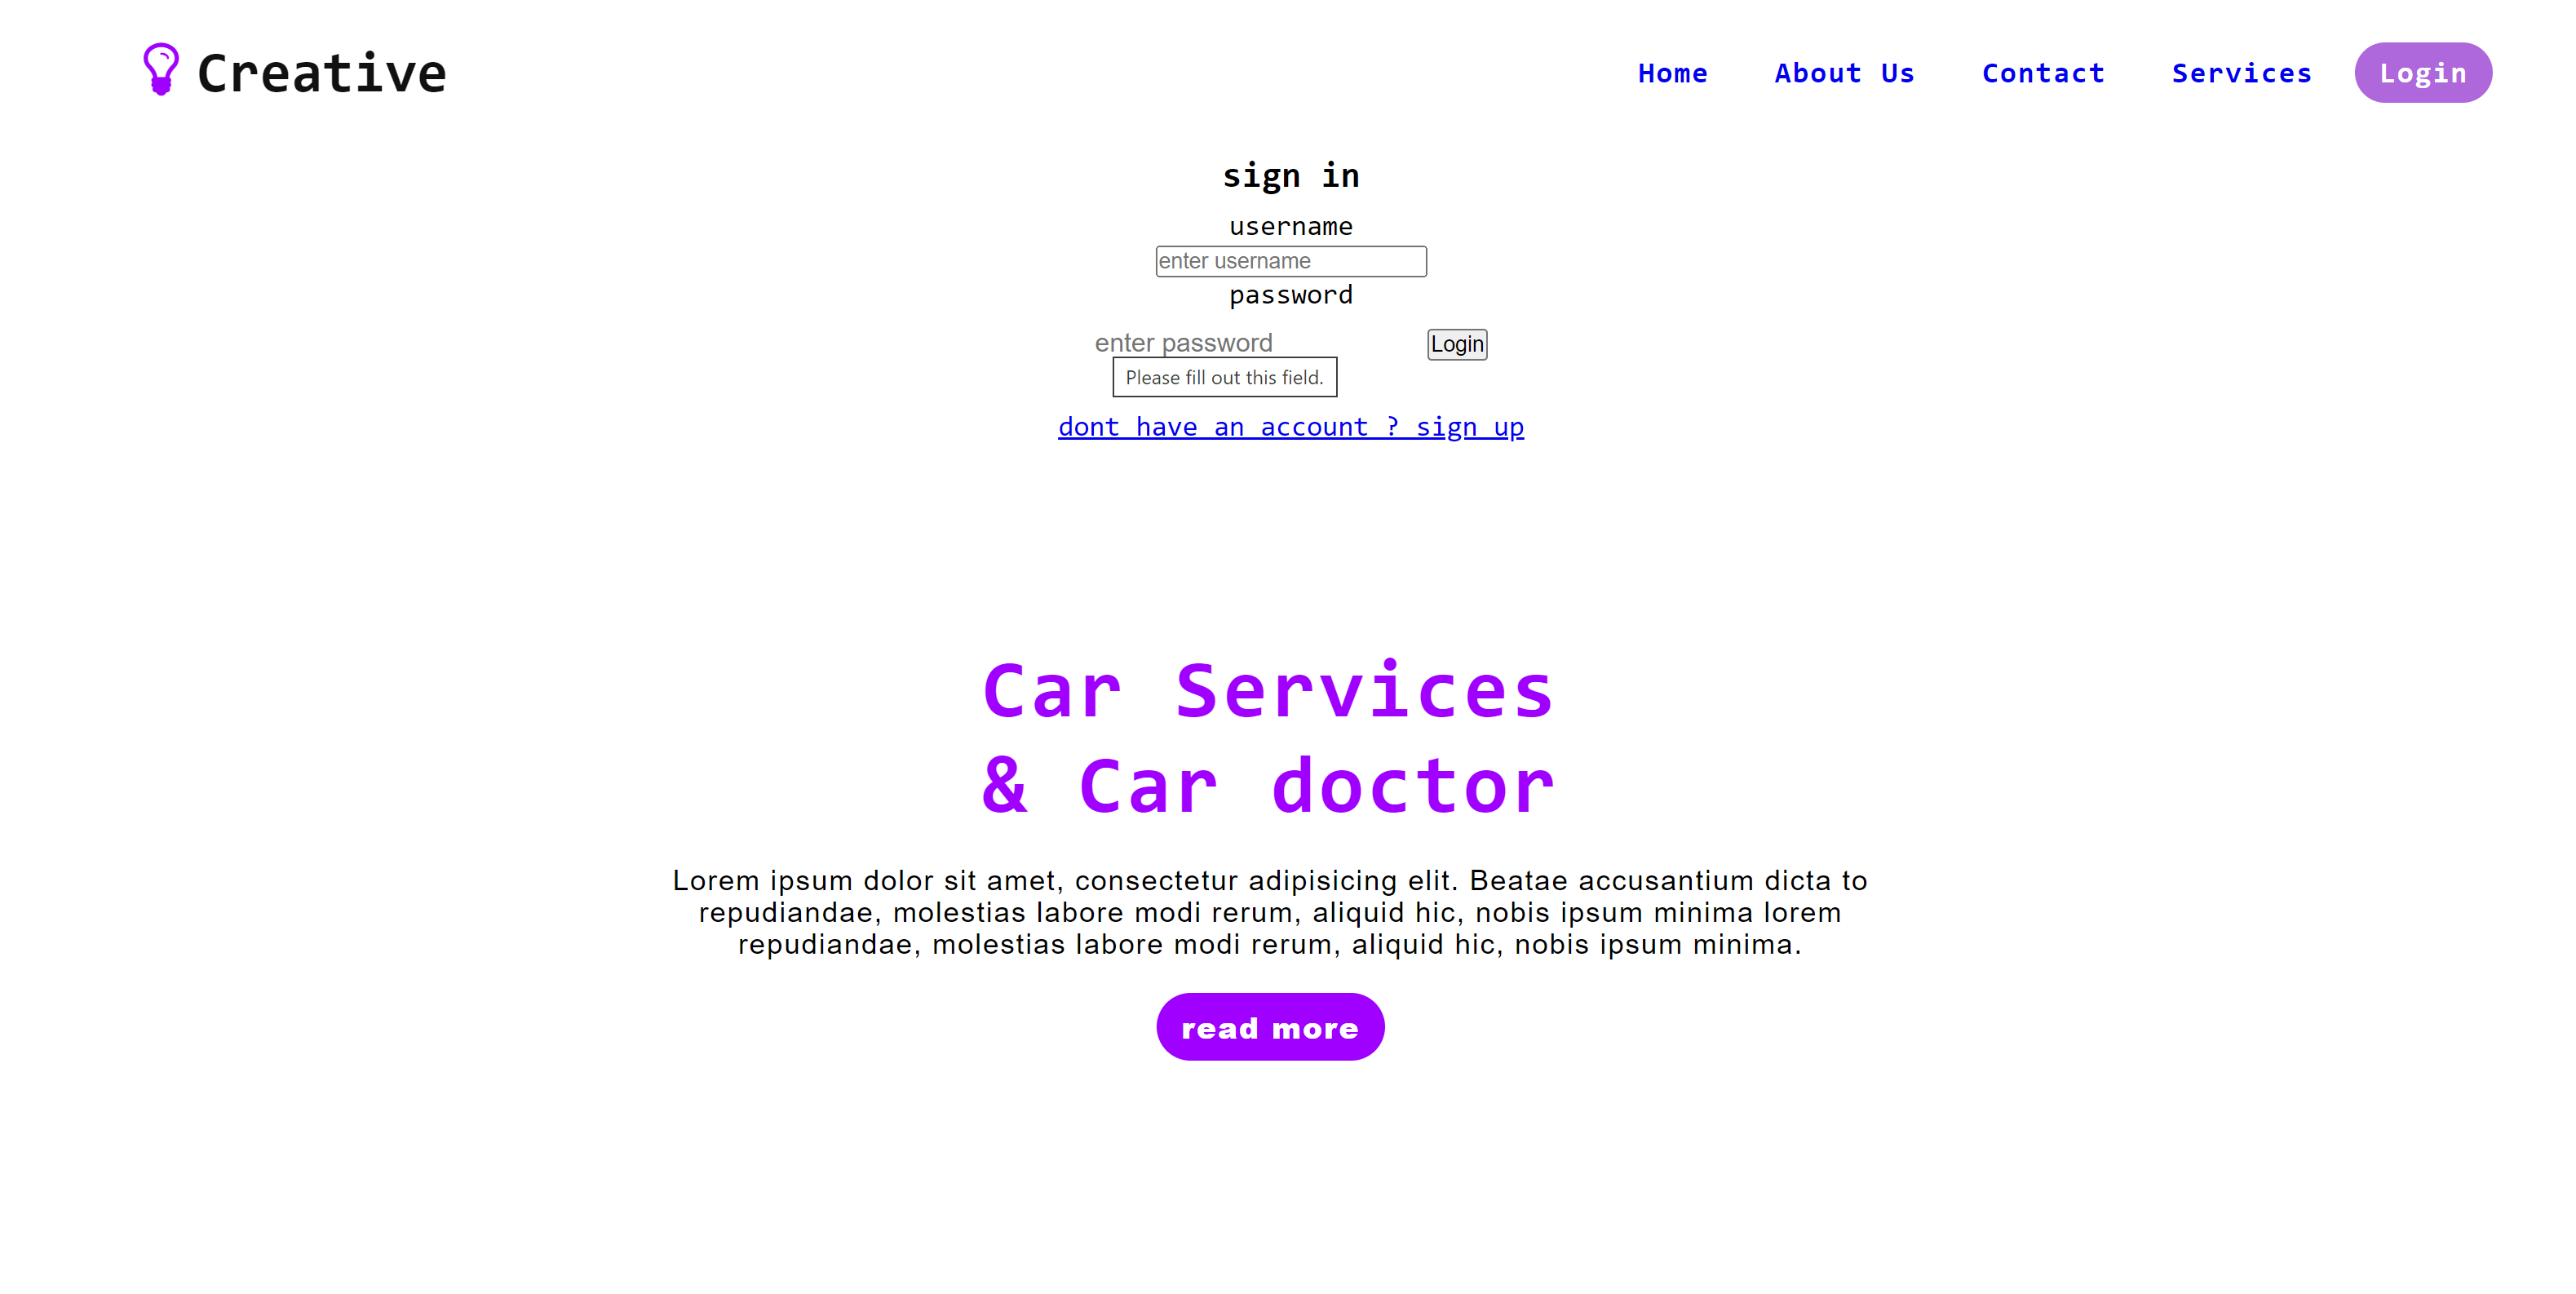 Creative
Home About Us Contact Services Login
sign in
username
enter username
password
enter password Login
Please fill out this field.
dont have an account ? sign up
Car Services
& Car doctor
Lorem ipsum dolor sit amet, consectetur adipisicing elit. Beatae accusantium dicta to
repudiandae, molestias labore modi rerum, aliquid hic, nobis ipsum minima lorem
repudiandae, molestias labore modi rerum, aliquid hic, nobis ipsum minima.
read more